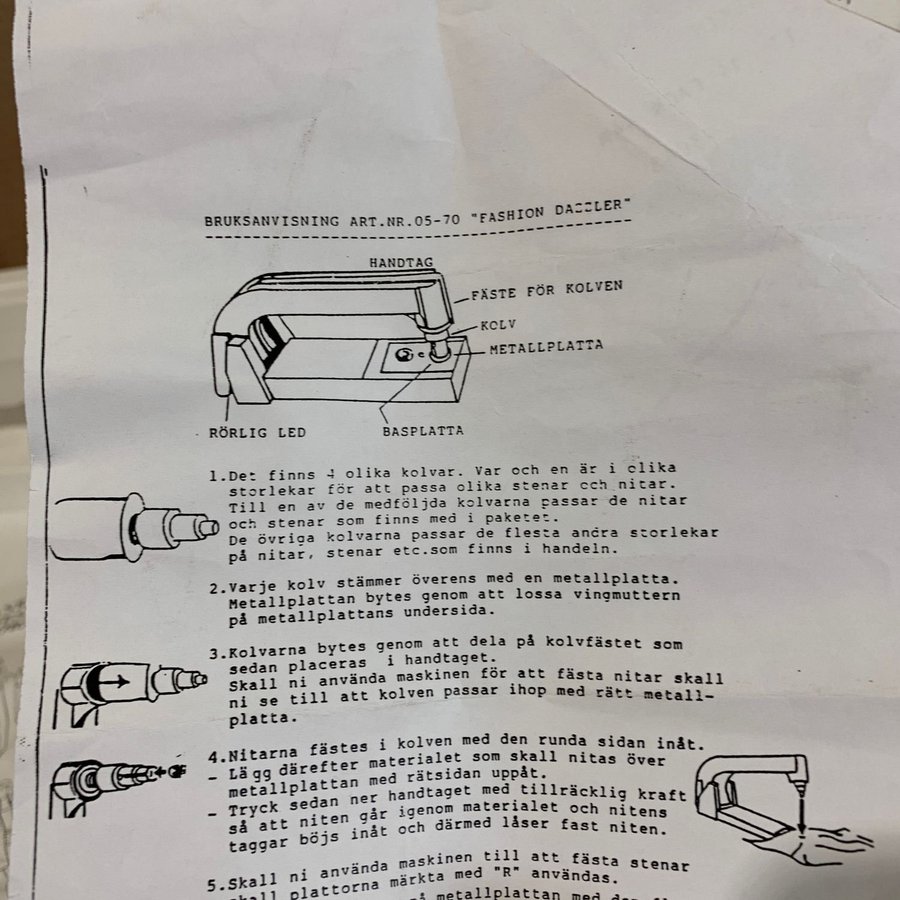 BRUKSANVISNING ART.NR.05-70 "FASHION DAZZLER"
HANDTAG
FÄSTE FÖR KOLVEN
KOLV
METALLPLATTA
RÖRLIG LED
BASPLATTA
1.Det finns 4 olika kolvar. Var och en är i olika
storlekar för att passa olika stenar och nitar.
Till en av de medföljda kolvarna passar de nitar
och stenar som finns med i paketet.
De övriga kolvarna passar de flesta andra storlekar
på nitar, stenar etc.som finns i handeln.
2.Varje kolv stämmer överens med en metallplatta.
Metallplattan bytes genom att lossa vingmuttern
på metallplattans undersida.
3.Kolvarna bytes genom att dela på kolvfästet som
sedan placeras i handtaget.
Skall ni använda maskinen för att fästa nitar skall
ni se till att kolven passar ihop med rätt metall-
platta.
4.Nitarna fästes i kolven med den runda sidan inåt.
- Lägg därefter materialet som skall nitas över
metallplattan med rätsidan uppåt.
- Tryck sedan ner handtaget med tillräcklig kraft
så att niten går igenom materialet och nitens
taggar böjs inåt och därmed låser fast niten.
5.Skall ni använda maskinen till att fästa stenar
skall plattorna märkta med "R" användas.
på metallplattan med den